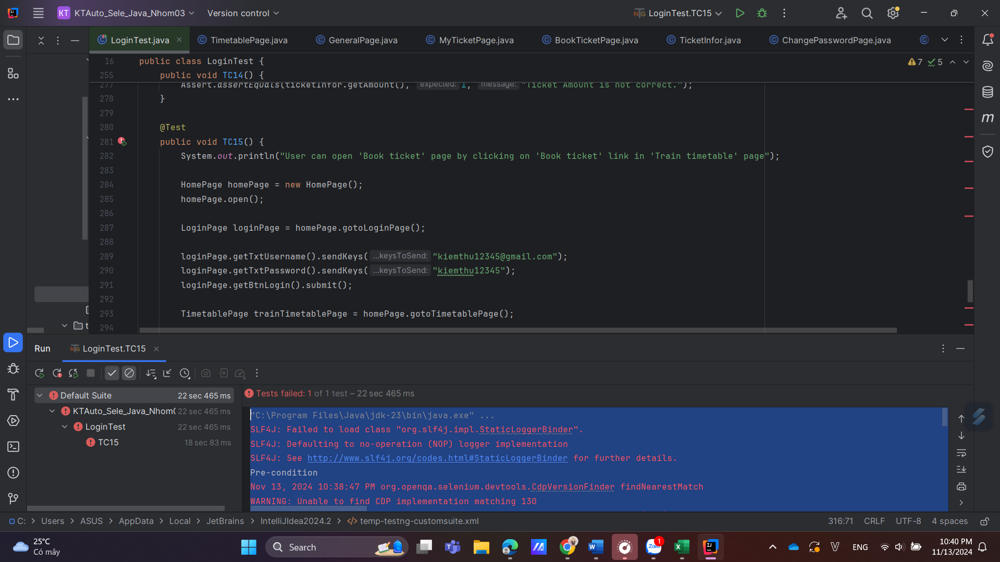 KT KTAuto_Sele_Java_Nhom03 Version control LoginTest.TC15
LoginTest.java TimetablePage.java GeneralPage.java MyTicketPage.java BookTicketPage.java TicketInfor.java ChangePasswordPage.java
16 public class LoginTest { 7 5
255 public void TC14() {
277 Assert.assertEquals(ticketInfor.getAmount(), expected: 1, message: "Ticket Amount is not correct.");
278 }
279
280 @Test
281 public void TC15() {
282 System.out.println("User can open 'Book ticket' page by clicking on 'Book ticket' link in 'Train timetable' page");
283
284 HomePage homePage = new HomePage();
285 homePage.open();
286
287 LoginPage loginPage = homePage.gotoLoginPage();
288
289 loginPage.getTxtUsername().sendKeys( ...keysToSend: "kiemthu12345@gmail.com");
290 loginPage.getTxtPassword().sendKeys( ...keysToSend: "kiemthu12345");
291 loginPage.getBtnLogin().submit();
292
293 TimetablePage trainTimetablePage = homePage.gotoTimetablePage();
294
t
Run LoginTest.TC15
Default Suite 22 sec 465 ms
KTAuto_Sele_Java_Nhom0 22 sec 465 ms
LoginTest 22 sec 465 ms
TC15 18 sec 83 ms
Tests failed: 1 of 1 test – 22 sec 465 ms
"C:\Program Files\Java\jdk-23\bin\java.exe" ...
SLF4J: Failed to load class "org.slf4j.impl.StaticLoggerBinder".
SLF4J: Defaulting to no-operation (NOP) logger implementation
SLF4J: See http://www.slf4j.org/codes.html#StaticLoggerBinder for further details.
Pre-condition
Nov 13, 2024 10:38:47 PM org.openqa.selenium.devtools.CdpVersionFinder findNearestMatch
WARNING: Unable to find CDP implementation matching 130
C: > Users > ASUS > AppData > Local > JetBrains > IntelliJIdea2024.2 > temp-testng-customsuite.xml 316:71 CRLF UTF-8 4 spaces
25°C
Có mây
Search
Zalo 1
ENG
10:40 PM
11/13/2024